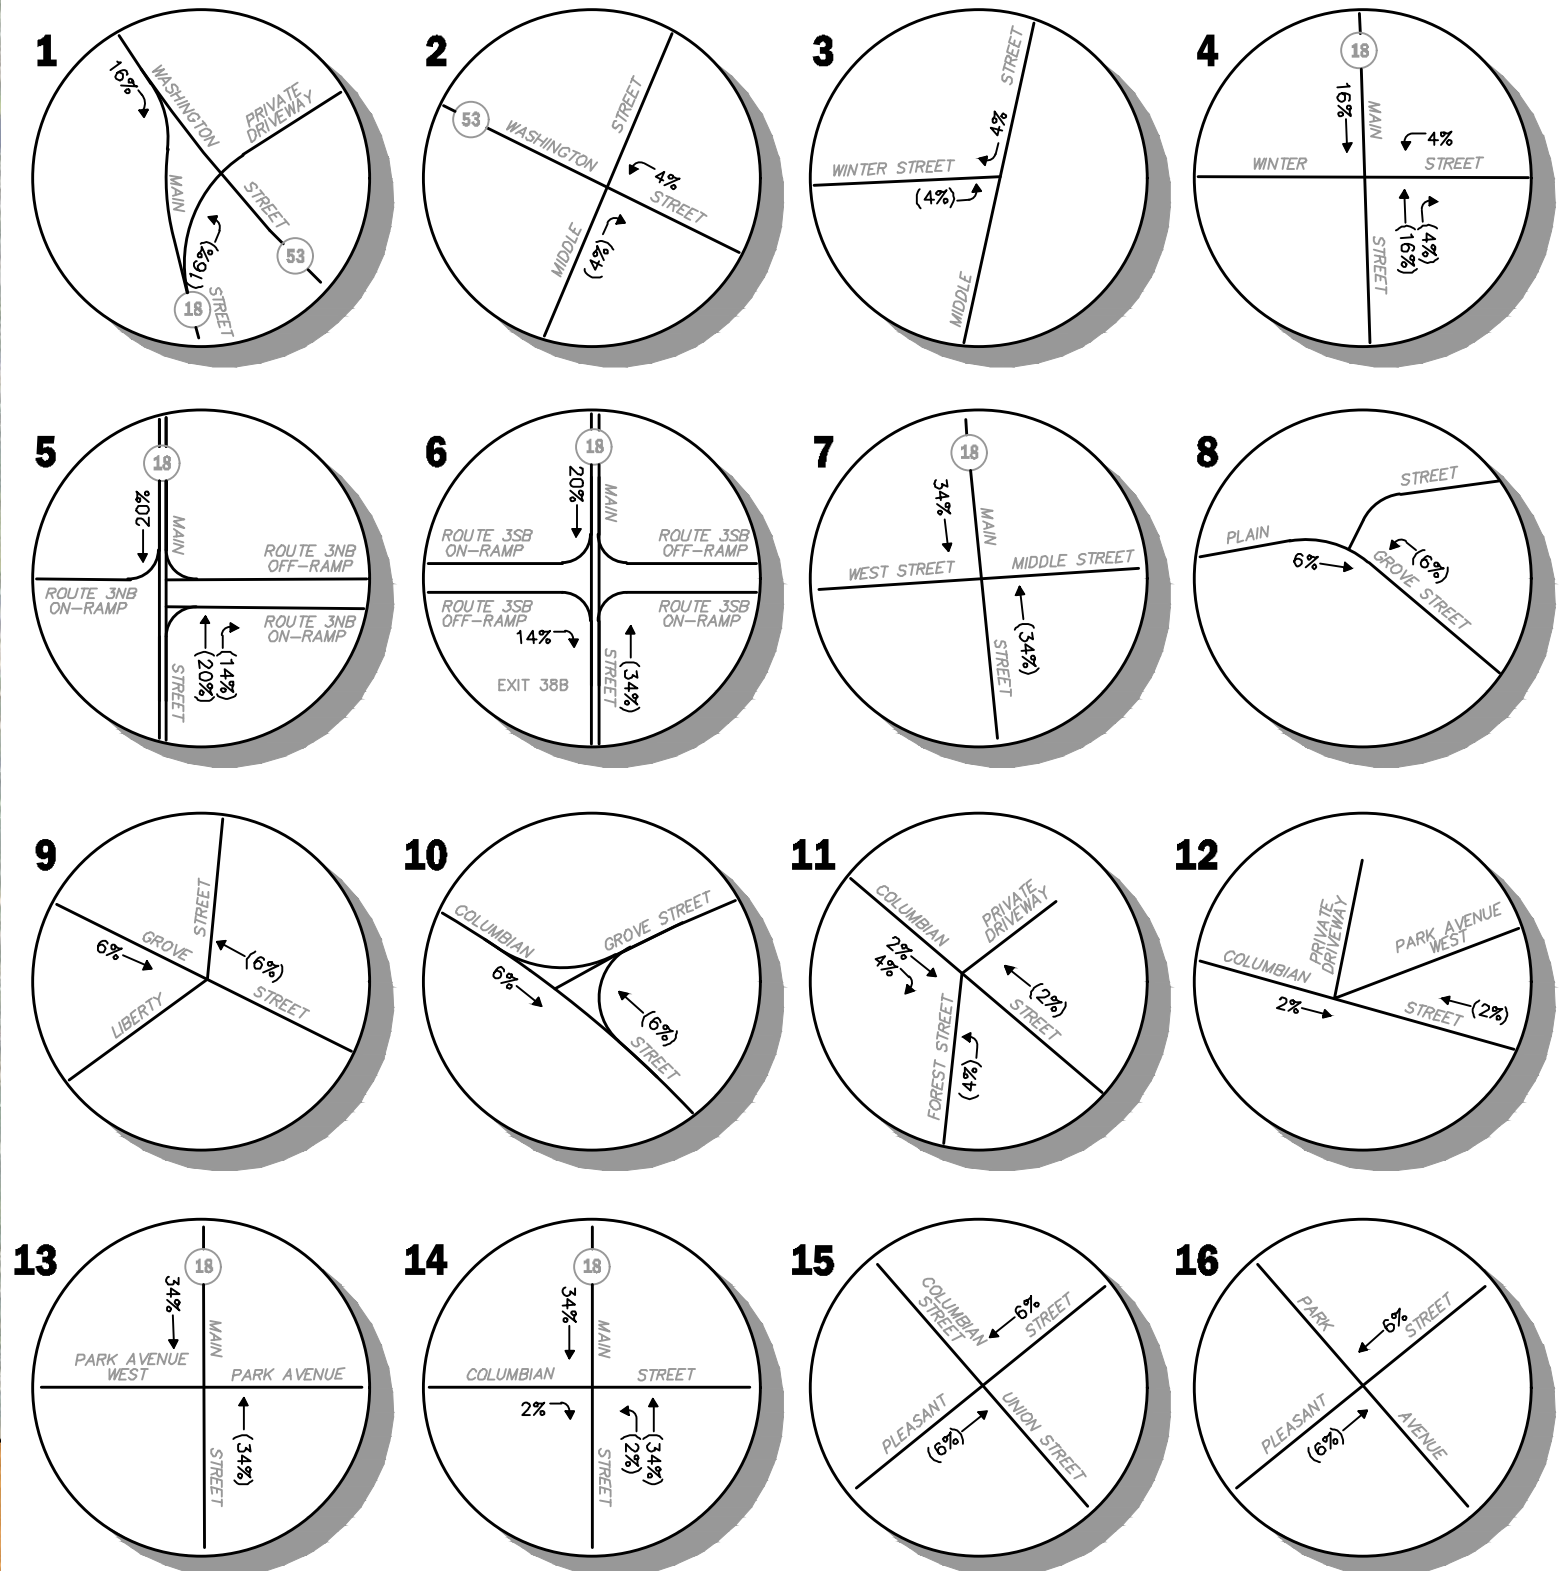 1
16%
WASHINGTON
PRIVATE
DRIVEWAY
MAIN
STREET
(16%)
53
18
STREET
2
53
WASHINGTON
STREET
4%
STREET
MIDDLE
(4%)
3
STREET
4%
WINTER STREET
(4%)
MIDDLE
4
18
16%
MAIN
4%
WINTER
STREET
STREET
(16%)
(4%)
5
18
20%
MAIN
ROUTE 3NB
OFF-RAMP
ROUTE 3NB
ON-RAMP
ROUTE 3NB
ON-RAMP
STREET
(20%)
(14%)
6
18
20%
MAIN
ROUTE 3SB
ON-RAMP
ROUTE 3SB
OFF-RAMP
ROUTE 3SB
OFF-RAMP
ROUTE 3SB
ON-RAMP
14%
EXIT 38B
STREET
(34%)
7
18
34%
MAIN
WEST STREET
MIDDLE STREET
STREET
(34%)
8
STREET
PLAIN
6%
(6%)
GROVE STREET
9
STREET
GROVE
6%
(6%)
STREET
LIBERTY
10
COLUMBIAN
GROVE STREET
6%
(6%)
STREET
11
COLUMBIAN
PRIVATE
DRIVEWAY
2%
4%
(2%)
STREET
FOREST STREET
(4%)
12
PRIVATE
DRIVEWAY
PARK AVENUE
WEST
COLUMBIAN
2%
STREET
(2%)
13
18
34%
MAIN
PARK AVENUE
WEST
PARK AVENUE
STREET
(34%)
14
18
34%
MAIN
COLUMBIAN
STREET
2%
STREET
(2%)
(34%)
15
COLUMBIAN
STREET
6%
STREET
PLEASANT
(6%)
UNION STREET
16
PARK
6%
STREET
PLEASANT
(6%)
AVENUE